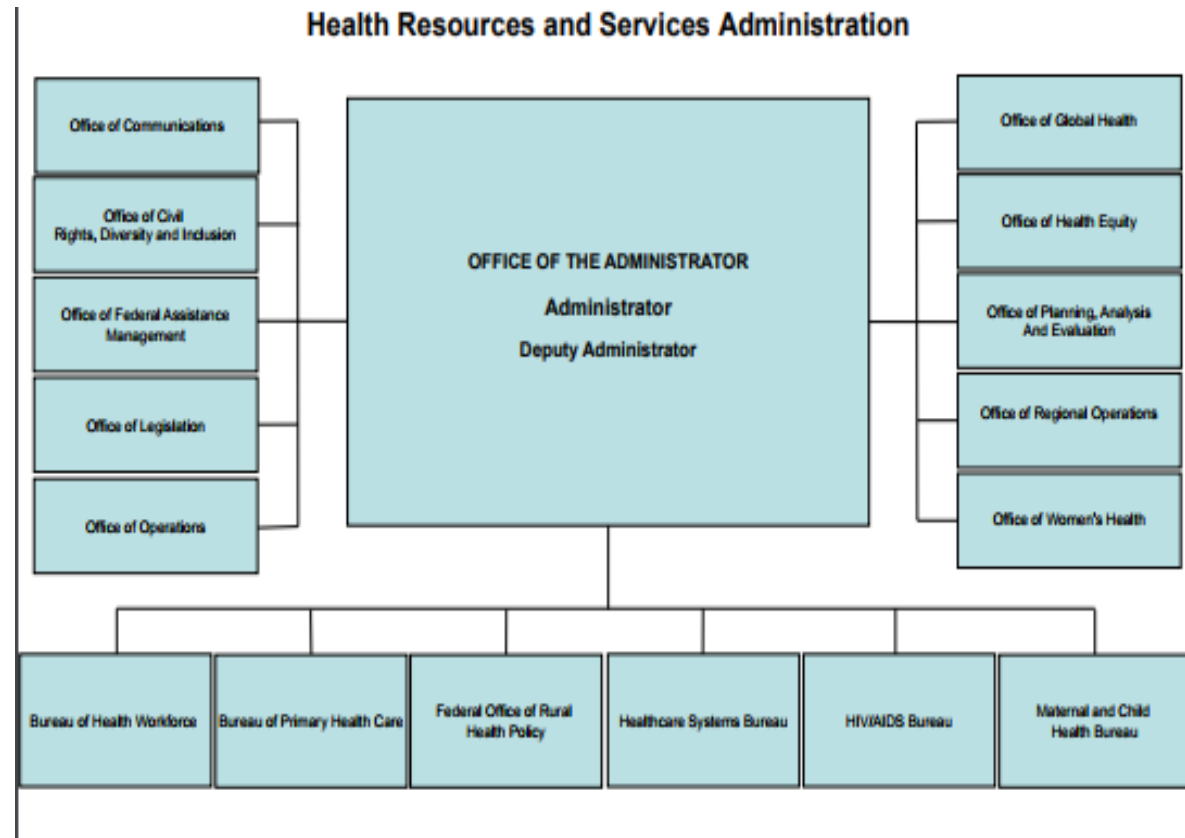 Health Resources and Services Administration
Office of Communications
Office of Civil
Rights, Diversity and Inclusion
Office of Federal Assistance
Management
Office of Legislation
Office of Operations
OFFICE OF THE ADMINISTRATOR
Administrator
Deputy Administrator
Office of Global Health
Office of Health Equity
Office of Planning, Analysis
And Evaluation
Office of Regional Operations
Office of Women's Health
Bureau of Health Workforce
Bureau of Primary Health Care
Federal Office of Rural
Health Policy
Healthcare Systems Bureau
HIV/AIDS Bureau
Maternal and Child
Health Bureau